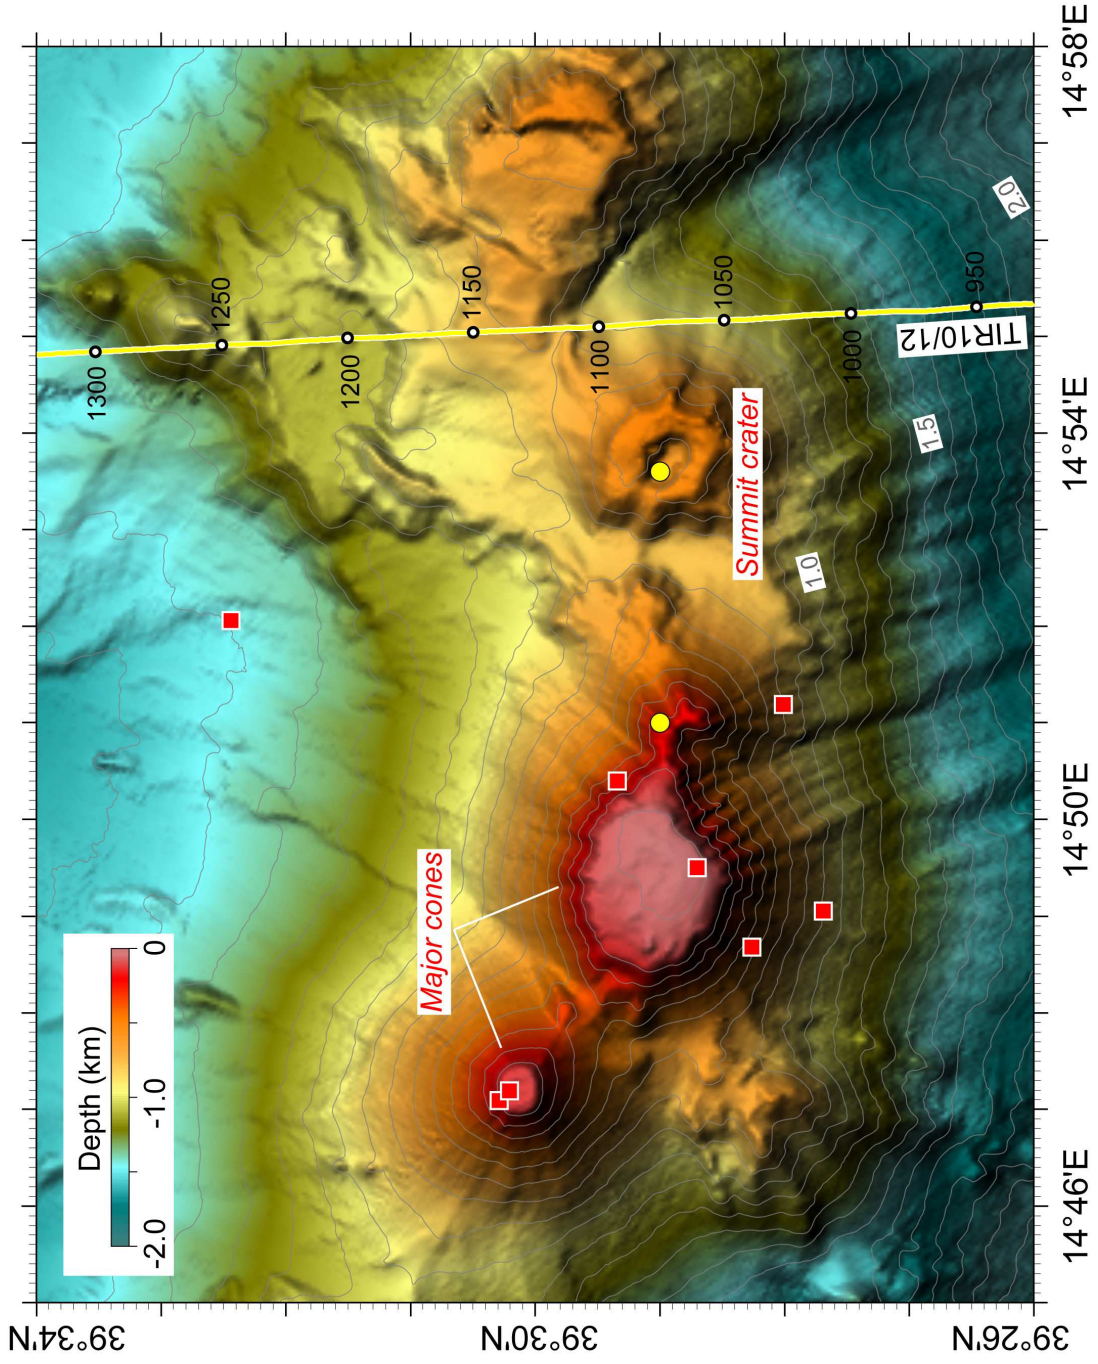 39°34'N
39°30'N
39°26'N
14°46'E
14°50'E
14°54'E
14°58'E
Depth (km)
-2.0
-1.0
0
Major cones
Summit crater
1300
1250
1200
1150
1100
1050
1000
950
TIR10/12
1.0
1.5
2.0